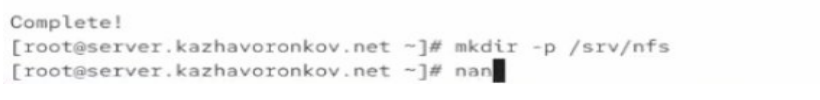 Complete!
[root@server.kazhavoronkov.net ~]# mkdir -p /srv/nfs
[root@server.kazhavoronkov.net ~]# nan